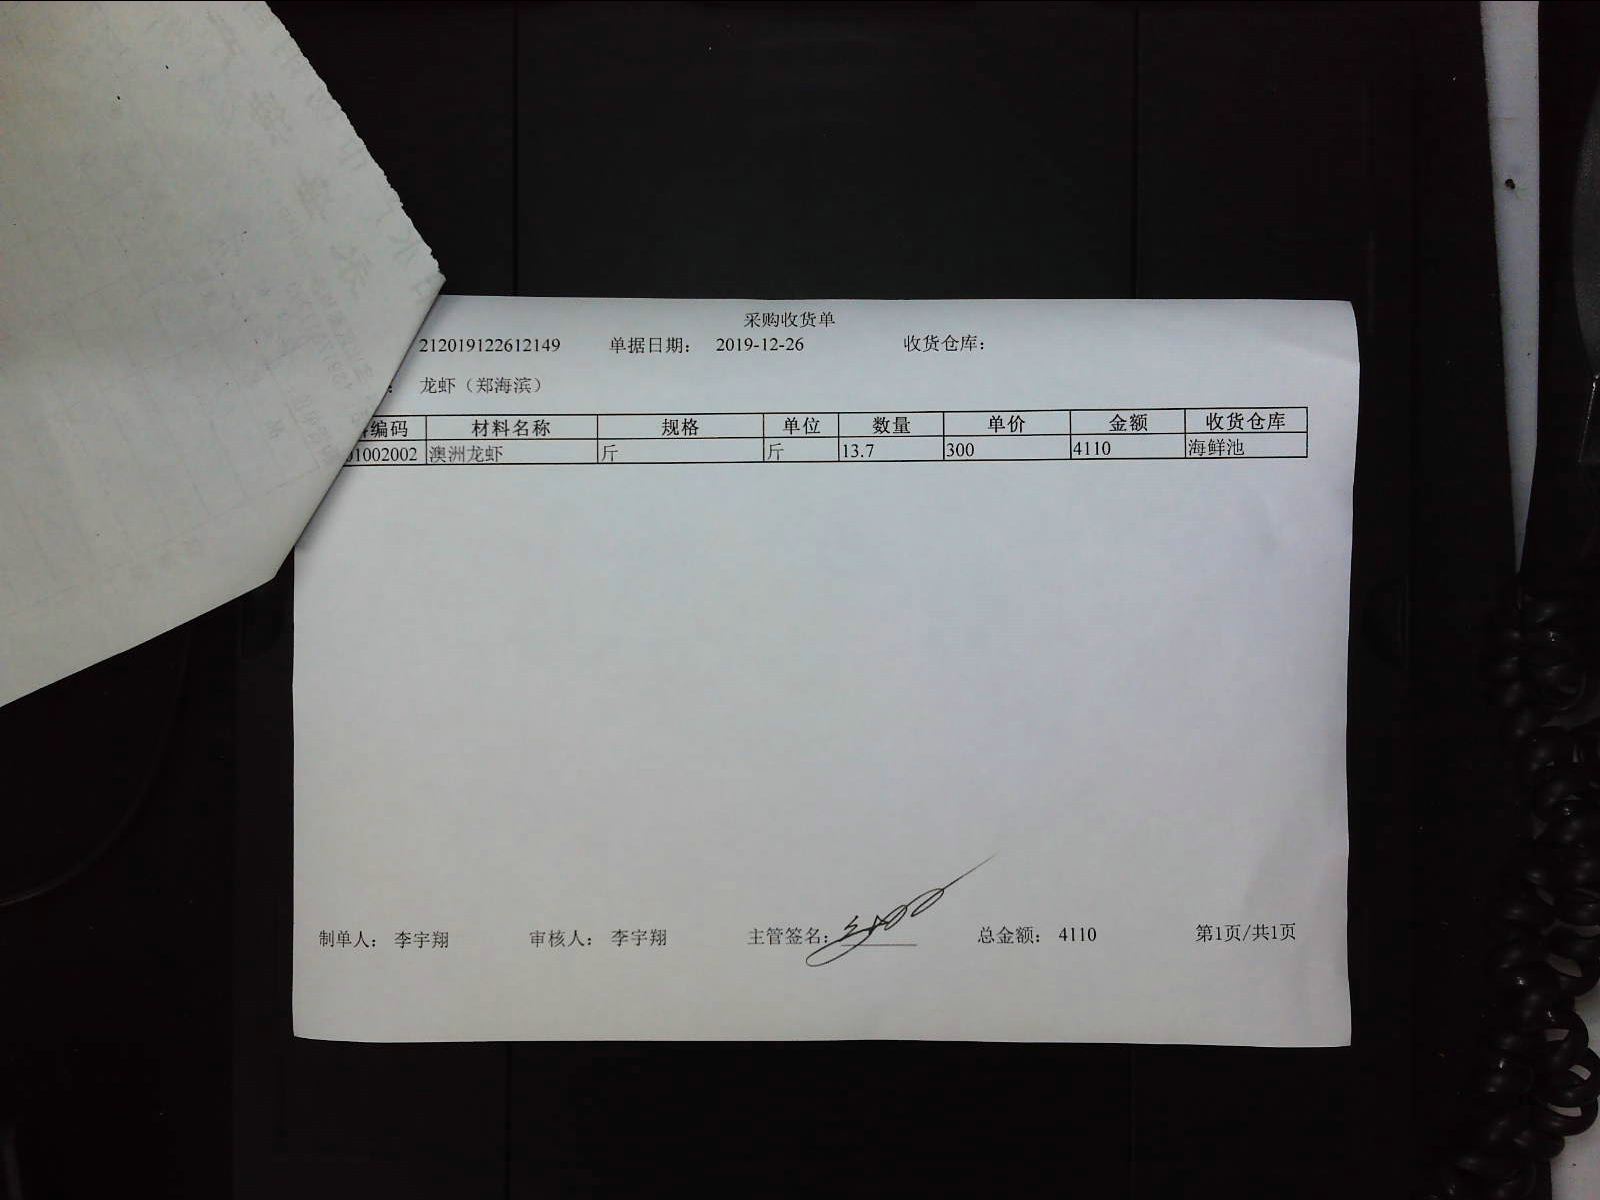 采购收货单
212019122612149 单据日期： 2019-12-26 收货仓库：
： 龙虾（郑海滨）
编码 材料名称 规格 单位 数量 单价 金额 收货仓库
01002002 澳洲龙虾 斤 斤 13.7 300 4110 海鲜池
制单人： 李宇翔 审核人： 李宇翔 主管签名： 总金额： 4110 第1页/共1页